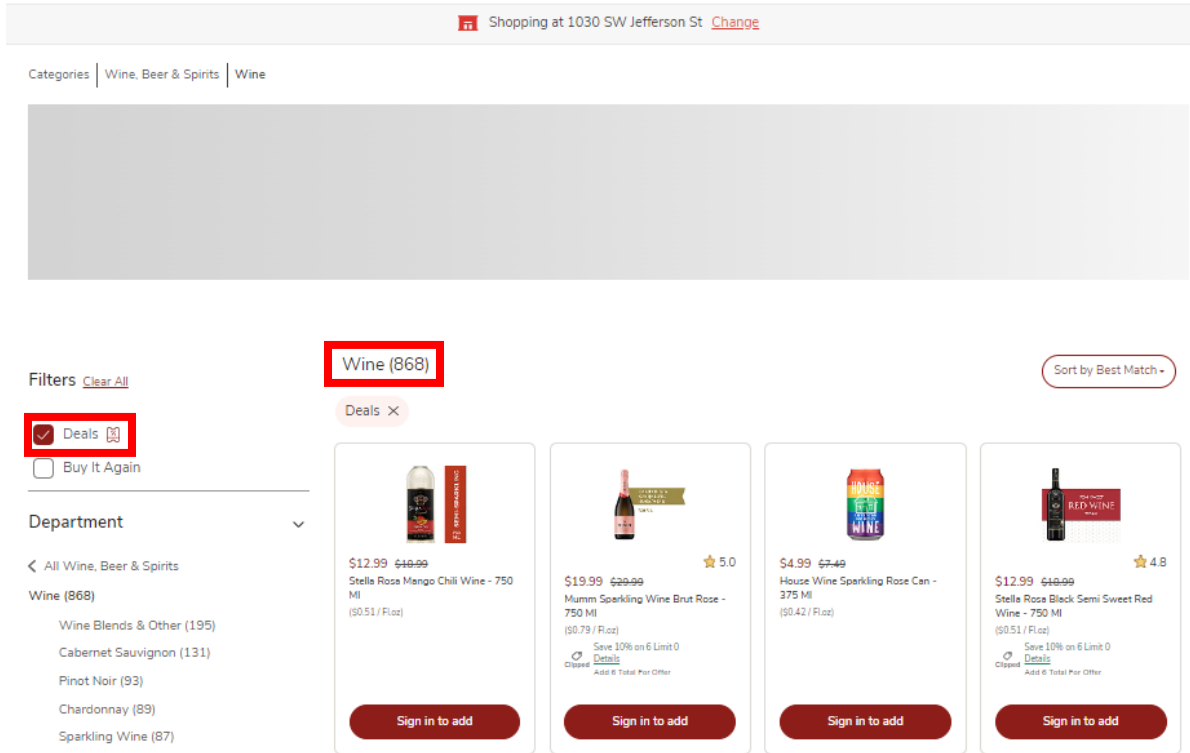 Shopping at 1030 SW Jefferson St Change
Categories Wine, Beer & Spirits Wine
Filters Clear All
Deals
Buy It Again
Department
All Wine, Beer & Spirits
Wine (868)
Wine Blends & Other (195)
Cabernet Sauvignon (131)
Pinot Noir (93)
Chardonnay (89)
Sparkling Wine (87)
Wine (868)
Sort by Best Match
Deals
SEMI-SPARKLING
$12.99 $18.99
Stella Rosa Mango Chili Wine - 750
Ml
($0.51 / Fl.oz)
Sign in to add
5.0
$19.99 $29.99
Mumm Sparkling Wine Brut Rose -
750 Ml
($0.79 / Fl.oz)
Save 10% on 6 Limit 0
Clipped Details
Add 6 Total For Offer
Sign in to add
HOUSE
WINE
$4.99 $7.49
House Wine Sparkling Rose Can -
375 Ml
($0.42 / Fl.oz)
Sign in to add
RED WINE
4.8
$12.99 $18.99
Stella Rosa Black Semi Sweet Red
Wine - 750 Ml
($0.51 / Fl.oz)
Save 10% on 6 Limit 0
Clipped Details
Add 6 Total For Offer
Sign in to add